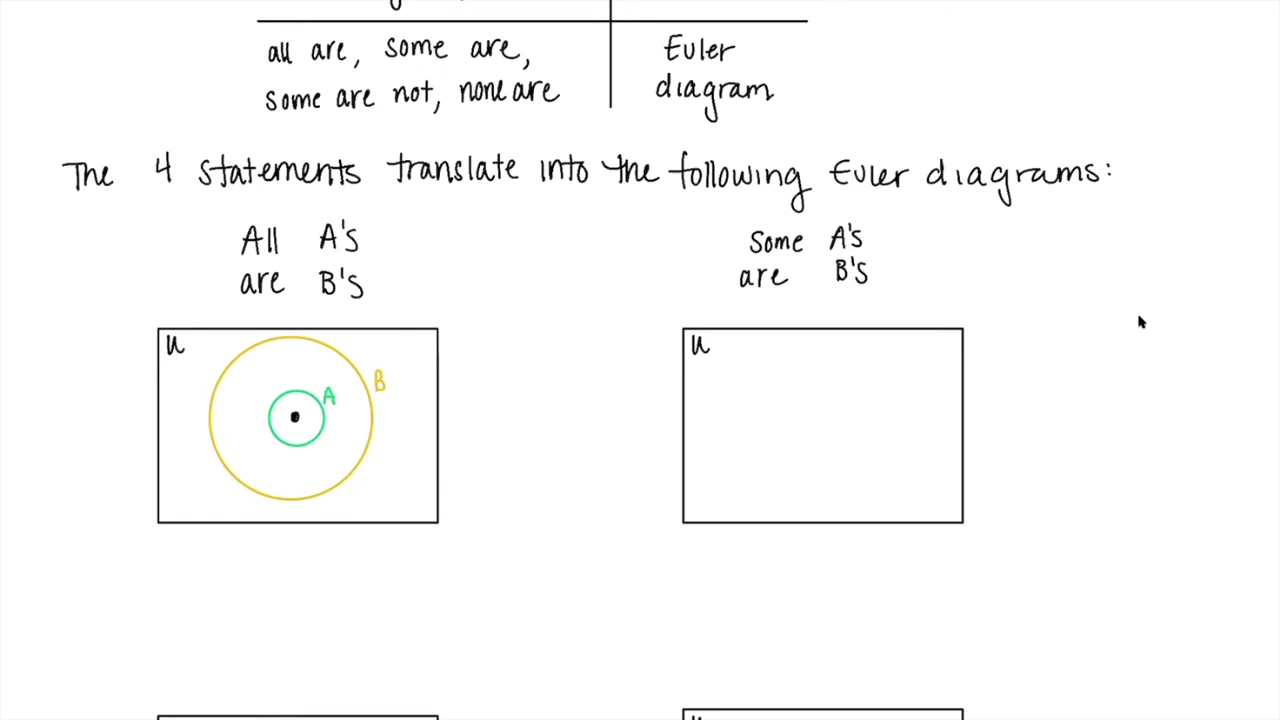 all are, some are,
some are not, none are
Euler
diagram
The 4 statements translate into the following Euler diagrams:
All A's
are B's
Some A's
are B's
U
B
A
U